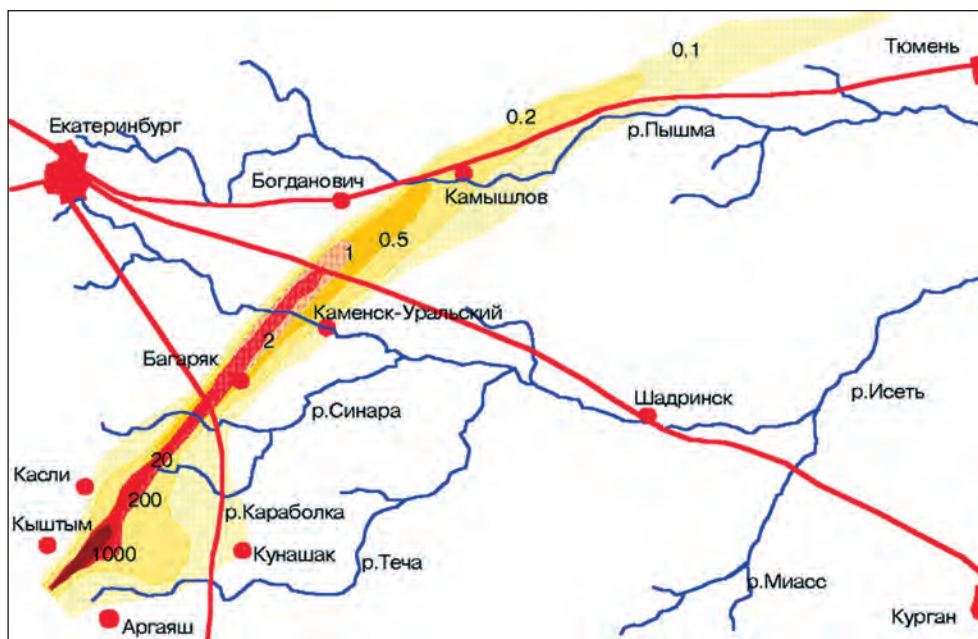 0.1
Тюмень
0.2
Екатеринбург
р.Пышма
Богданович
Камышлов
0.5
1
Каменск-Уральский
2
Багаряк
Шадринск
р.Исеть
р.Синара
20
Касли
200
р.Караболка
Кыштым
1000
Кунашак
р.Теча
р.Миасс
Аргаяш
Курган